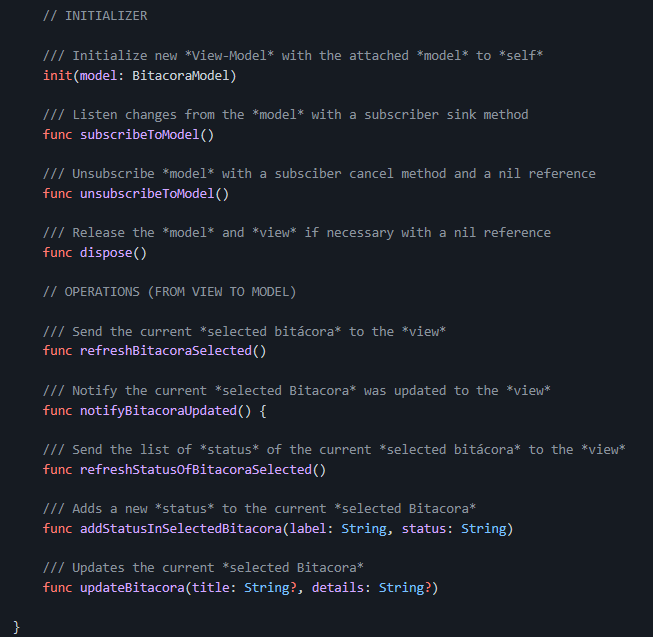 // INITIALIZER
/// Initialize new *View-Model* with the attached *model* to *self*
init(model: BitacoraModel)
/// Listen changes from the *model* with a subscriber sink method
func subscribeToModel()
/// Unsubscribe *model* with a subsciber cancel method and a nil reference
func unsubscribeToModel()
/// Release the *model* and *view* if necessary with a nil reference
func dispose()
// OPERATIONS (FROM VIEW TO MODEL)
/// Send the current *selected bitácora* to the *view*
func refreshBitacoraSelected()
/// Notify the current *selected Bitacora* was updated to the *view*
func notifyBitacoraUpdated() {
/// Send the list of *status* of the current *selected bitácora* to the *view*
func refreshStatusOfBitacoraSelected()
/// Adds a new *status* to the current *selected Bitacora*
func addStatusInSelectedBitacora(label: String, status: String)
/// Updates the current *selected Bitacora*
func updateBitacora(title: String?, details: String?)
}